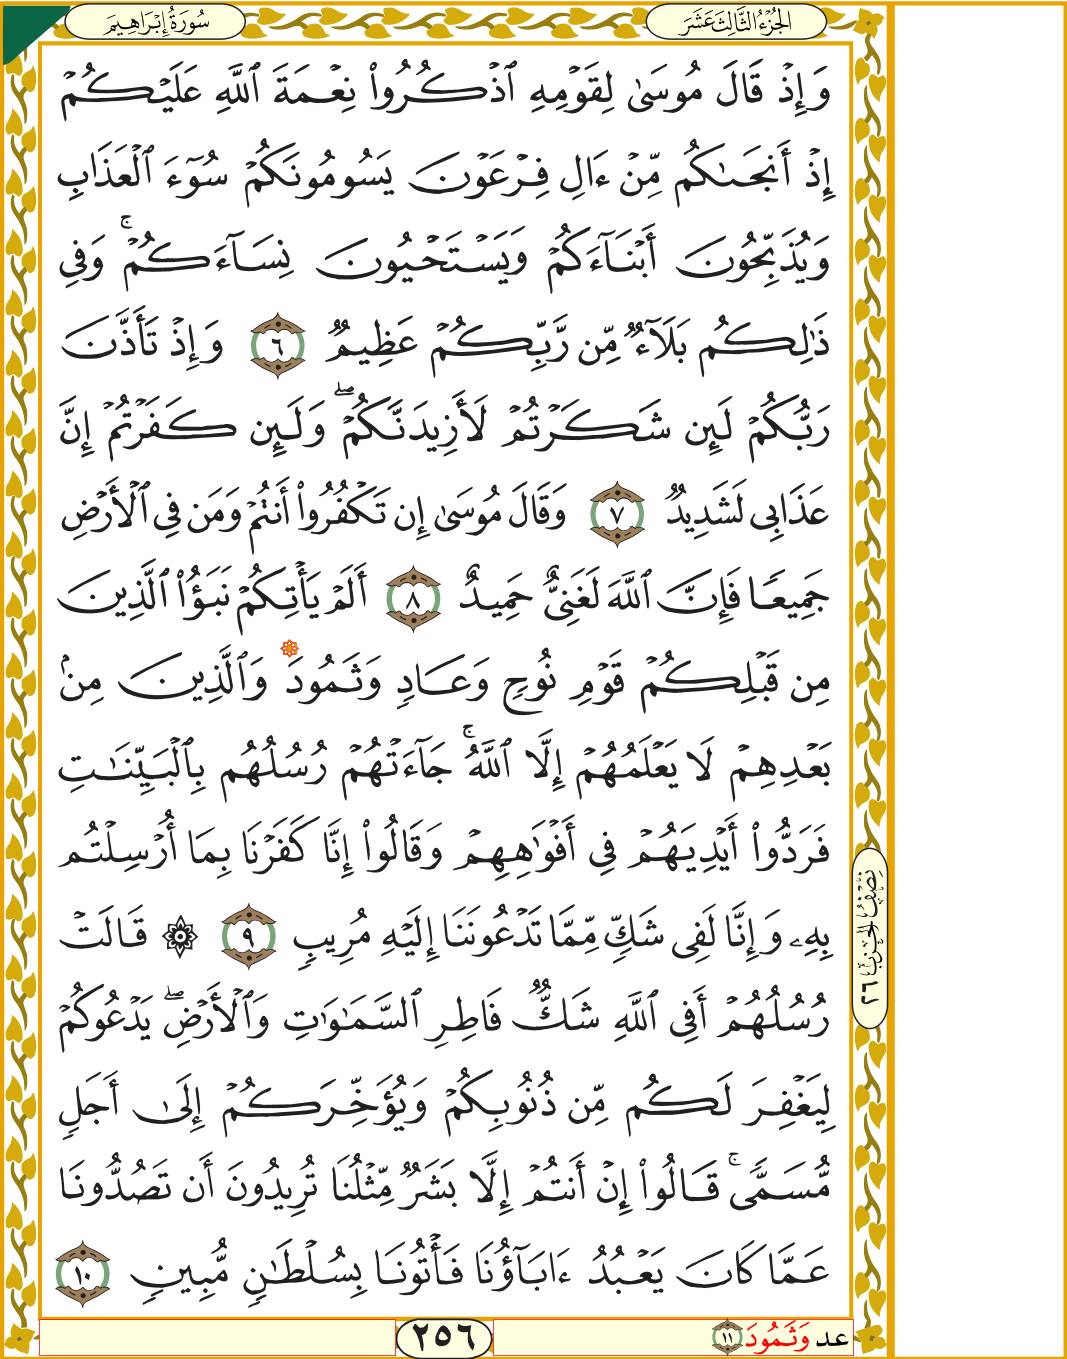 الجُزْءُ الثَّالِثَ عَشَرَ
سُورَةُ إِبْرَاهِيمَ
وَإِذْ قَالَ مُوسَىٰ لِقَوْمِهِ ٱذْكُرُوا۟ نِعْمَةَ ٱللَّهِ عَلَيْكُمْ
إِذْ أَنجَىٰكُم مِّنْ ءَالِ فِرْعَوْنَ يَسُومُونَكُمْ سُوٓءَ ٱلْعَذَابِ
وَيُذَبِّحُونَ أَبْنَآءَكُمْ وَيَسْتَحْيُونَ نِسَآءَكُمْ ۚ وَفِى
ذَٰلِكُم بَلَآءٌ مِّن رَّبِّكُمْ عَظِيمٌ ٦ وَإِذْ تَأَذَّنَ
رَبُّكُمْ لَئِن شَكَرْتُمْ لَأَزِيدَنَّكُمْ ۖ وَلَئِن كَفَرْتُمْ إِنَّ
عَذَابِى لَشَدِيدٌ ٧ وَقَالَ مُوسَىٰٓ إِن تَكْفُرُوٓا۟ أَنتُمْ وَمَن فِى ٱلْأَرْضِ
جَمِيعًا فَإِنَّ ٱللَّهَ لَغَنِىٌّ حَمِيدٌ ٨ أَلَمْ يَأْتِكُمْ نَبَؤُا۟ ٱلَّذِينَ
مِن قَبْلِكُمْ قَوْمِ نُوحٍ وَعَادٍ وَثَمُودَ ۛ وَٱلَّذِينَ مِنۢ
بَعْدِهِمْ لَا يَعْلَمُهُمْ إِلَّا ٱللَّهُ ۚ جَآءَتْهُمْ رُسُلُهُم بِٱلْبَيِّنَٰتِ
فَرَدُّوٓا۟ أَيْدِيَهُمْ فِىٓ أَفْوَٰهِهِمْ وَقَالُوٓا۟ إِنَّا كَفَرْنَا بِمَآ أُرْسِلْتُم
بِهِۦ وَإِنَّا لَفِى شَكٍّ مِّمَّا تَدْعُونَنَآ إِلَيْهِ مُرِيبٍ ٩ ۞ قَالَتْ
رُسُلُهُمْ أَفِى ٱللَّهِ شَكٌّ فَاطِرِ ٱلسَّمَٰوَٰتِ وَٱلْأَرْضِ ۖ يَدْعُوكُمْ
لِيَغْفِرَ لَكُم مِّن ذُنُوبِكُمْ وَيُؤَخِّرَكُمْ إِلَىٰٓ أَجَلٍ
مُّسَمًّى ۚ قَالُوٓا۟ إِنْ أَنتُمْ إِلَّا بَشَرٌ مِّثْلُنَا تُرِيدُونَ أَن تَصُدُّونَا
عَمَّا كَانَ يَعْبُدُ ءَابَآؤُنَا فَأْتُونَا بِسُلْطَٰنٍ مُّبِينٍ ١٠
نِصْفُ الحِزْبِ ٢٦
عد وَثَمُودَ ١١
٢٥٦